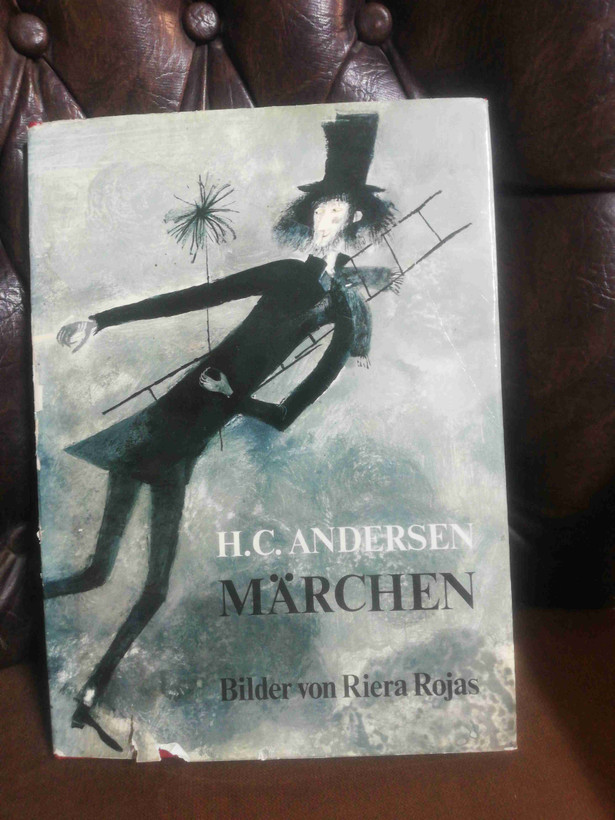 H.C. ANDERSEN
MÄRCHEN
Bilder von Riera Rojas